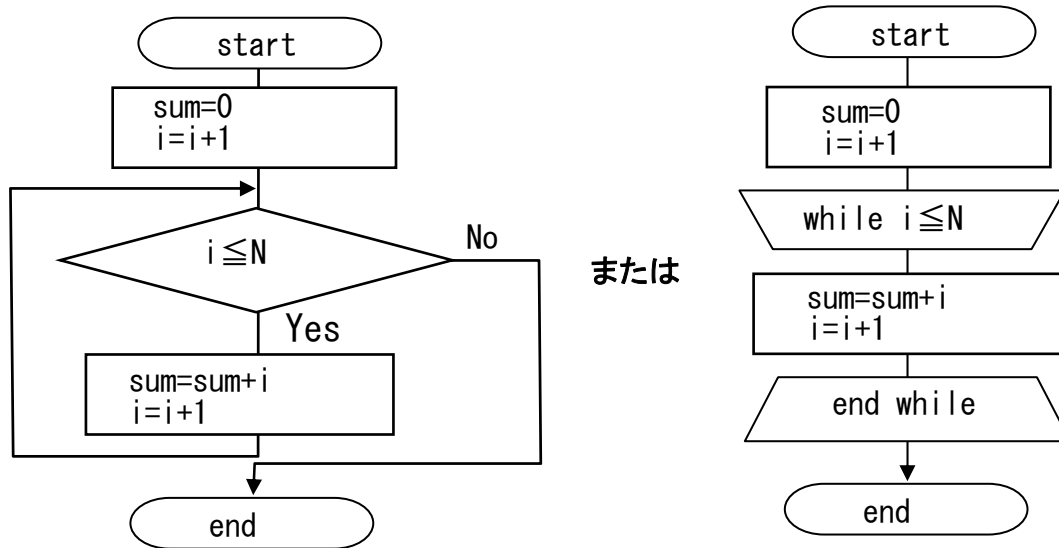 start
sum=0
i=i+1
i≦N
No
Yes
sum=sum+i
i=i+1
end
または
start
sum=0
i=i+1
while i≦N
sum=sum+i
i=i+1
end while
end